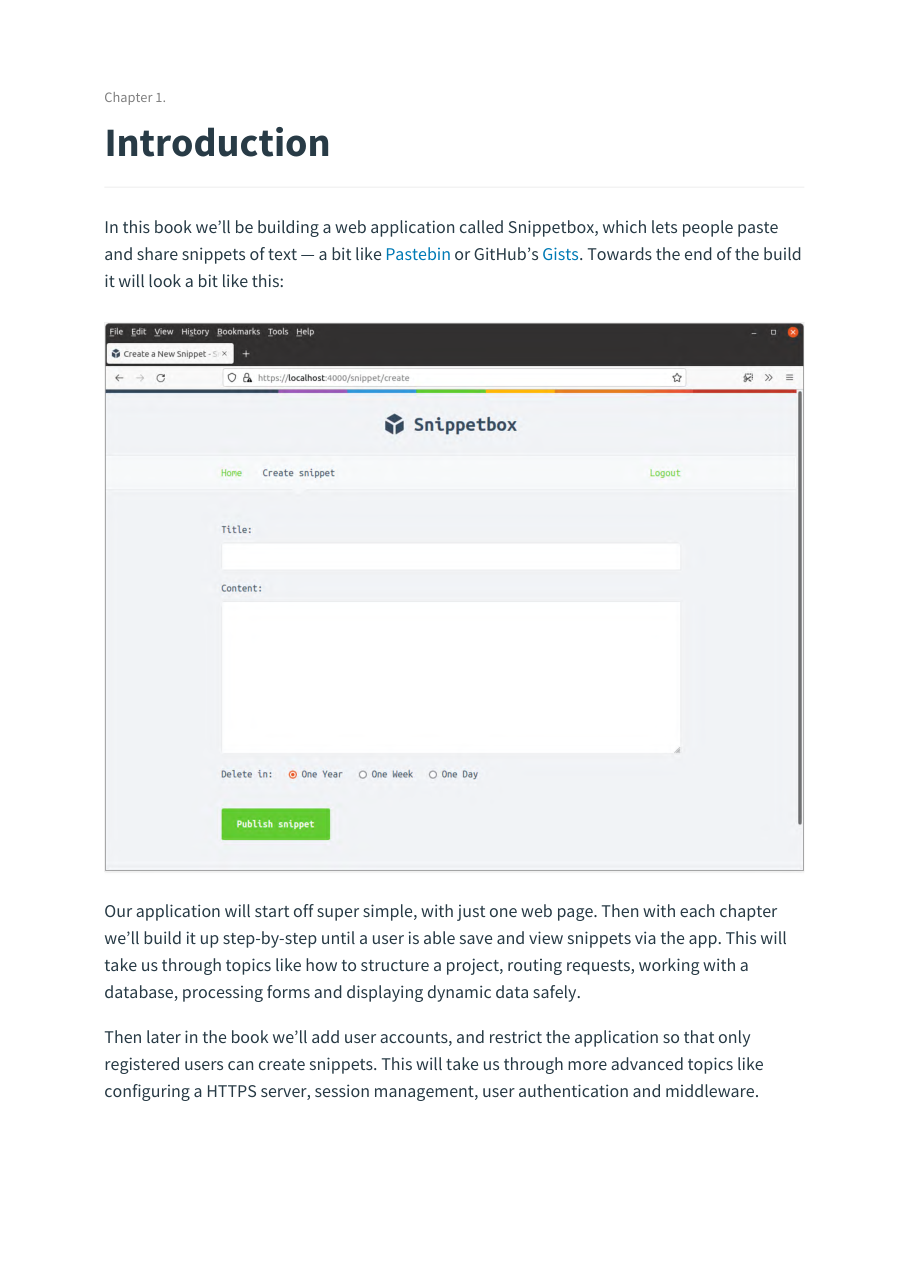 Chapter 1.
Introduction
In this book we’ll be building a web application called Snippetbox, which lets people paste
and share snippets of text — a bit like Pastebin or GitHub’s Gists. Towards the end of the build
it will look a bit like this:
File Edit View History Bookmarks Tools Help
Create a New Snippet - S
https://localhost:4000/snippet/create
Snippetbox
Home Create snippet Logout
Title:
Content:
Delete in: One Year One Week One Day
Publish snippet
Our application will start off super simple, with just one web page. Then with each chapter
we’ll build it up step-by-step until a user is able save and view snippets via the app. This will
take us through topics like how to structure a project, routing requests, working with a
database, processing forms and displaying dynamic data safely.
Then later in the book we’ll add user accounts, and restrict the application so that only
registered users can create snippets. This will take us through more advanced topics like
configuring a HTTPS server, session management, user authentication and middleware.